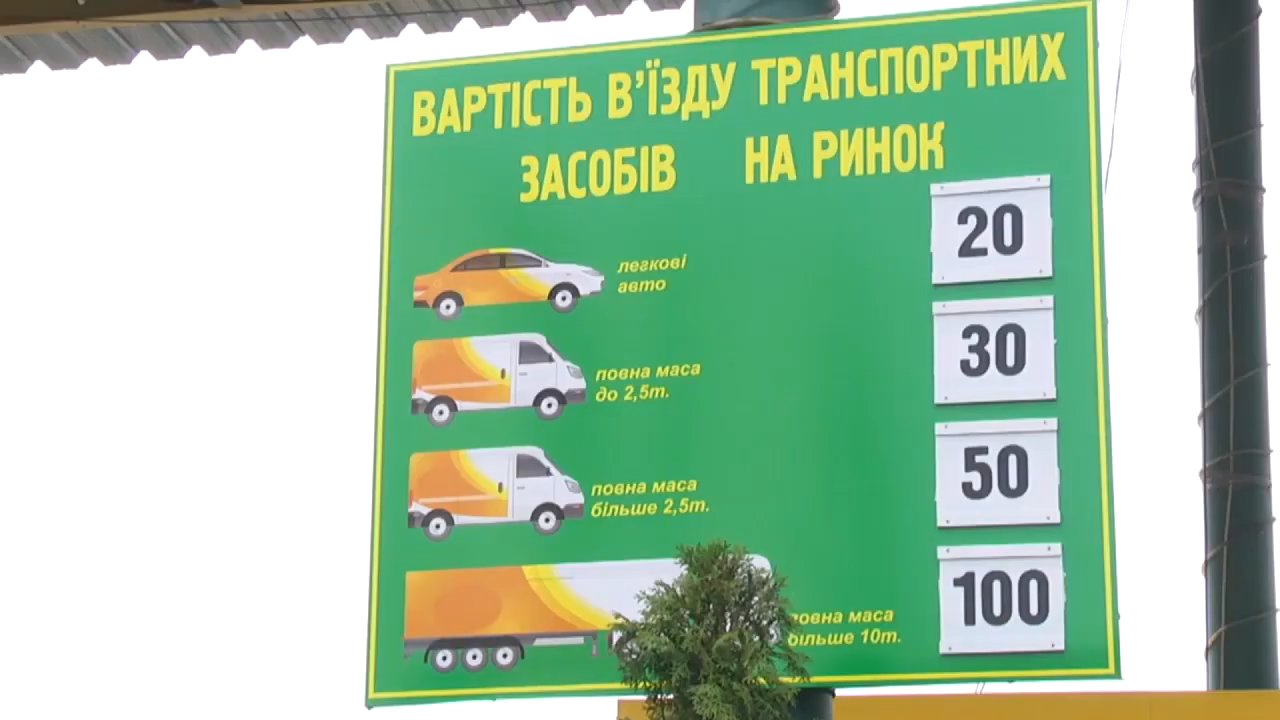 ВАРТІСТЬ В'ЇЗДУ ТРАНСПОРТНИХ
ЗАСОБІВ НА РИНОК
легкові
авто
20
повна маса
до 2,5т.
30
повна маса
більше 2,5т.
50
повна маса
більше 10т.
100